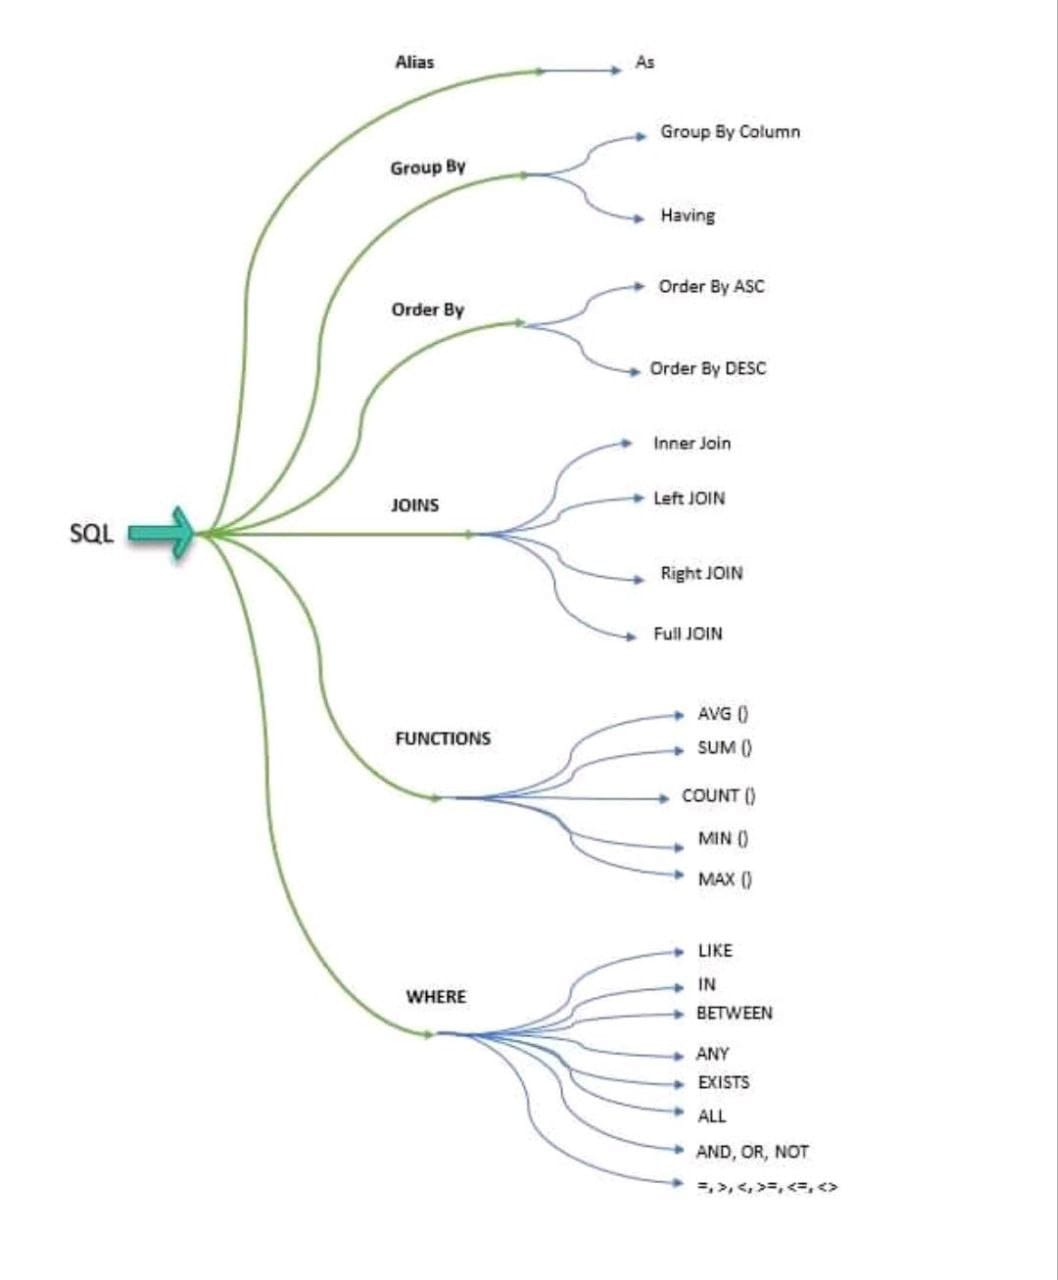 Alias
As
Group By
Group By Column
Having
Order By
Order By ASC
Order By DESC
SQL
JOINS
Inner Join
Left JOIN
Right JOIN
Full JOIN
FUNCTIONS
AVG ()
SUM ()
COUNT ()
MIN ()
MAX ()
WHERE
LIKE
IN
BETWEEN
ANY
EXISTS
ALL
AND, OR, NOT
=, >, <, >=, <=, <>